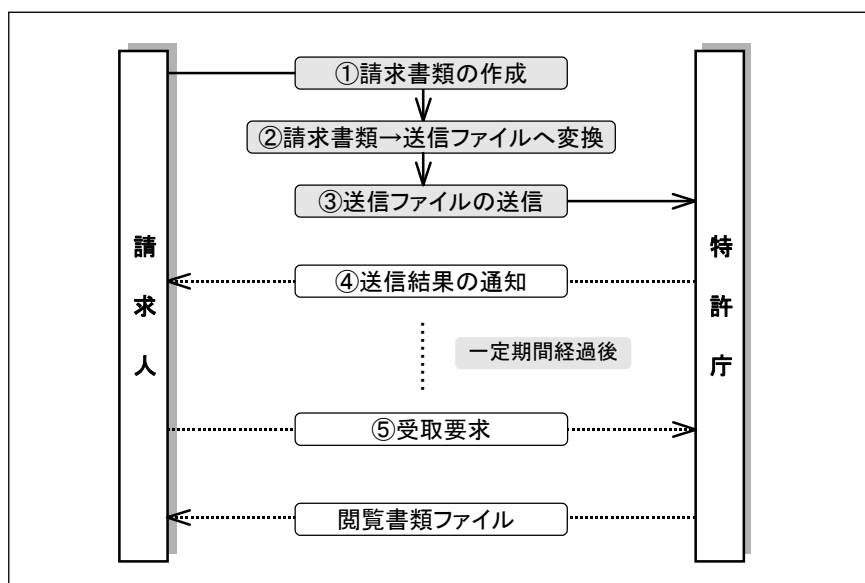 ①請求書類の作成
②請求書類→送信ファイルへ変換
③送信ファイルの送信
請求人
特許庁
④送信結果の通知
一定期間経過後
⑤受取要求
閲覧書類ファイル